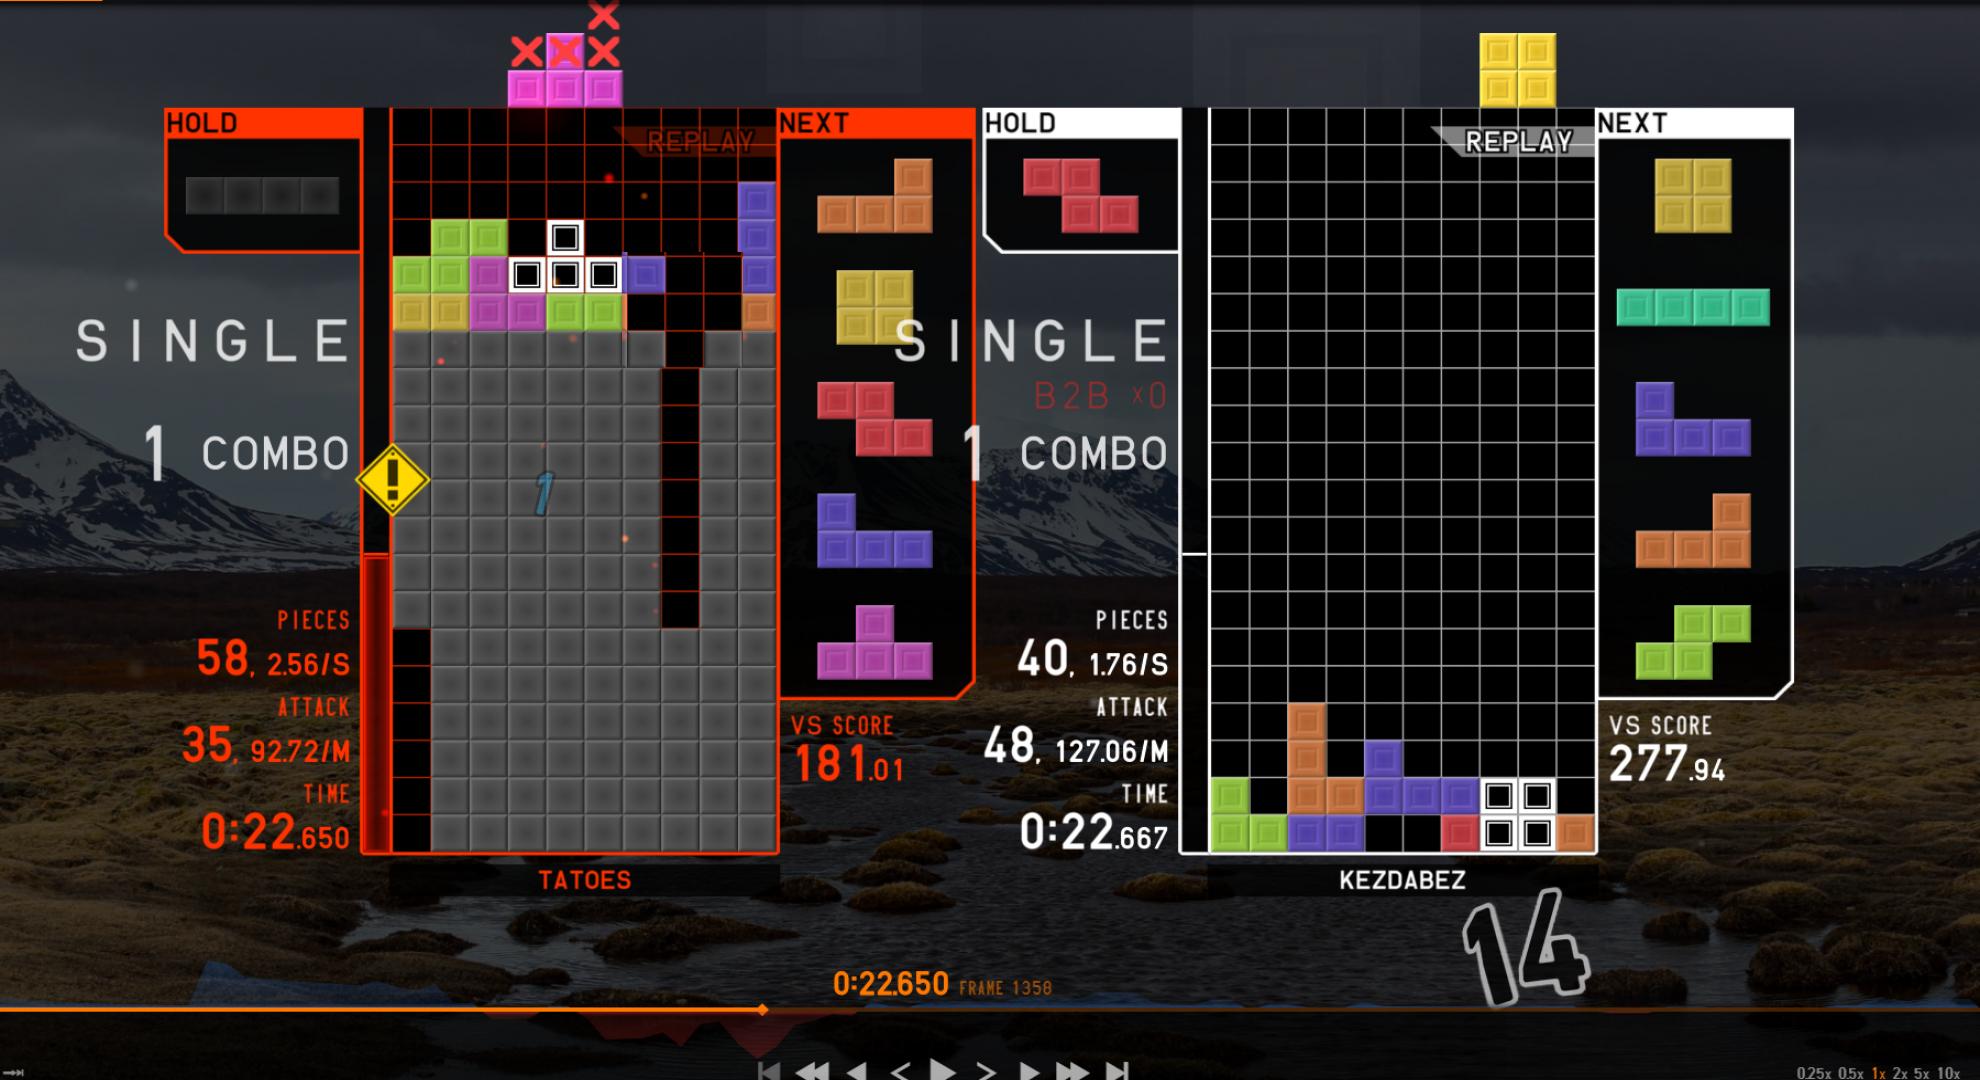 HOLD
REPLAY
NEXT
SINGLE
1 COMBO
!
1
PIECES
58, 2.56/S
ATTACK
35, 92.72/M
TIME
0:22.650
VS SCORE
181.01
TATOES
HOLD
REPLAY
NEXT
SINGLE
B2B x0
1 COMBO
PIECES
40, 1.76/S
ATTACK
48, 127.06/M
TIME
0:22.667
VS SCORE
277.94
KEZDABEZ
14
0:22.650 FRAME 1358
0.25x 0.5x 1x 2x 5x 10x